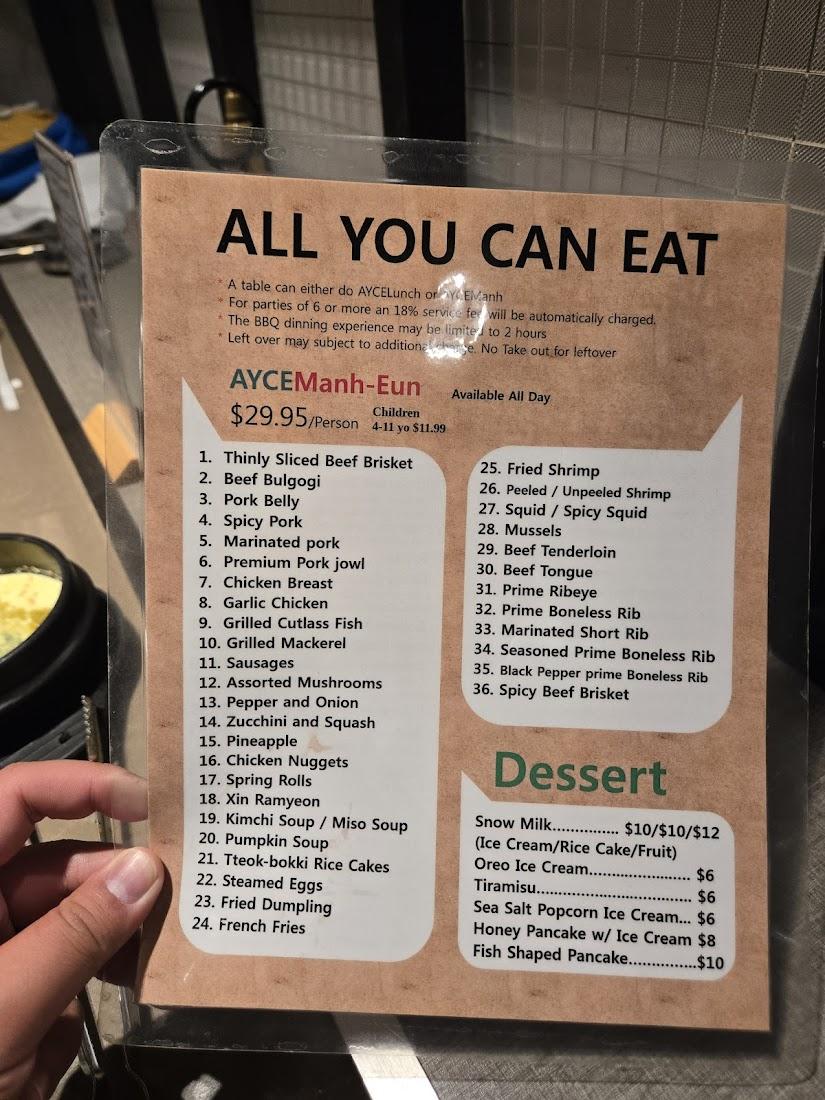 ALL YOU CAN EAT
* A table can either do AYCELunch or AYCEManh
* For parties of 6 or more an 18% service fee will be automatically charged.
* The BBQ dinning experience may be limited to 2 hours
* Left over may subject to additional charge. No Take out for leftover
AYCEManh-Eun Available All Day
$29.95/Person
Children
4-11 yo $11.99
1. Thinly Sliced Beef Brisket
2. Beef Bulgogi
3. Pork Belly
4. Spicy Pork
5. Marinated pork
6. Premium Pork jowl
7. Chicken Breast
8. Garlic Chicken
9. Grilled Cutlass Fish
10. Grilled Mackerel
11. Sausages
12. Assorted Mushrooms
13. Pepper and Onion
14. Zucchini and Squash
15. Pineapple
16. Chicken Nuggets
17. Spring Rolls
18. Xin Ramyeon
19. Kimchi Soup / Miso Soup
20. Pumpkin Soup
21. Tteok-bokki Rice Cakes
22. Steamed Eggs
23. Fried Dumpling
24. French Fries
25. Fried Shrimp
26. Peeled / Unpeeled Shrimp
27. Squid / Spicy Squid
28. Mussels
29. Beef Tenderloin
30. Beef Tongue
31. Prime Ribeye
32. Prime Boneless Rib
33. Marinated Short Rib
34. Seasoned Prime Boneless Rib
35. Black Pepper prime Boneless Rib
36. Spicy Beef Brisket
Dessert
Snow Milk............... $10/$10/$12
(Ice Cream/Rice Cake/Fruit)
Oreo Ice Cream...................... $6
Tiramisu.................................. $6
Sea Salt Popcorn Ice Cream... $6
Honey Pancake w/ Ice Cream $8
Fish Shaped Pancake...............$10